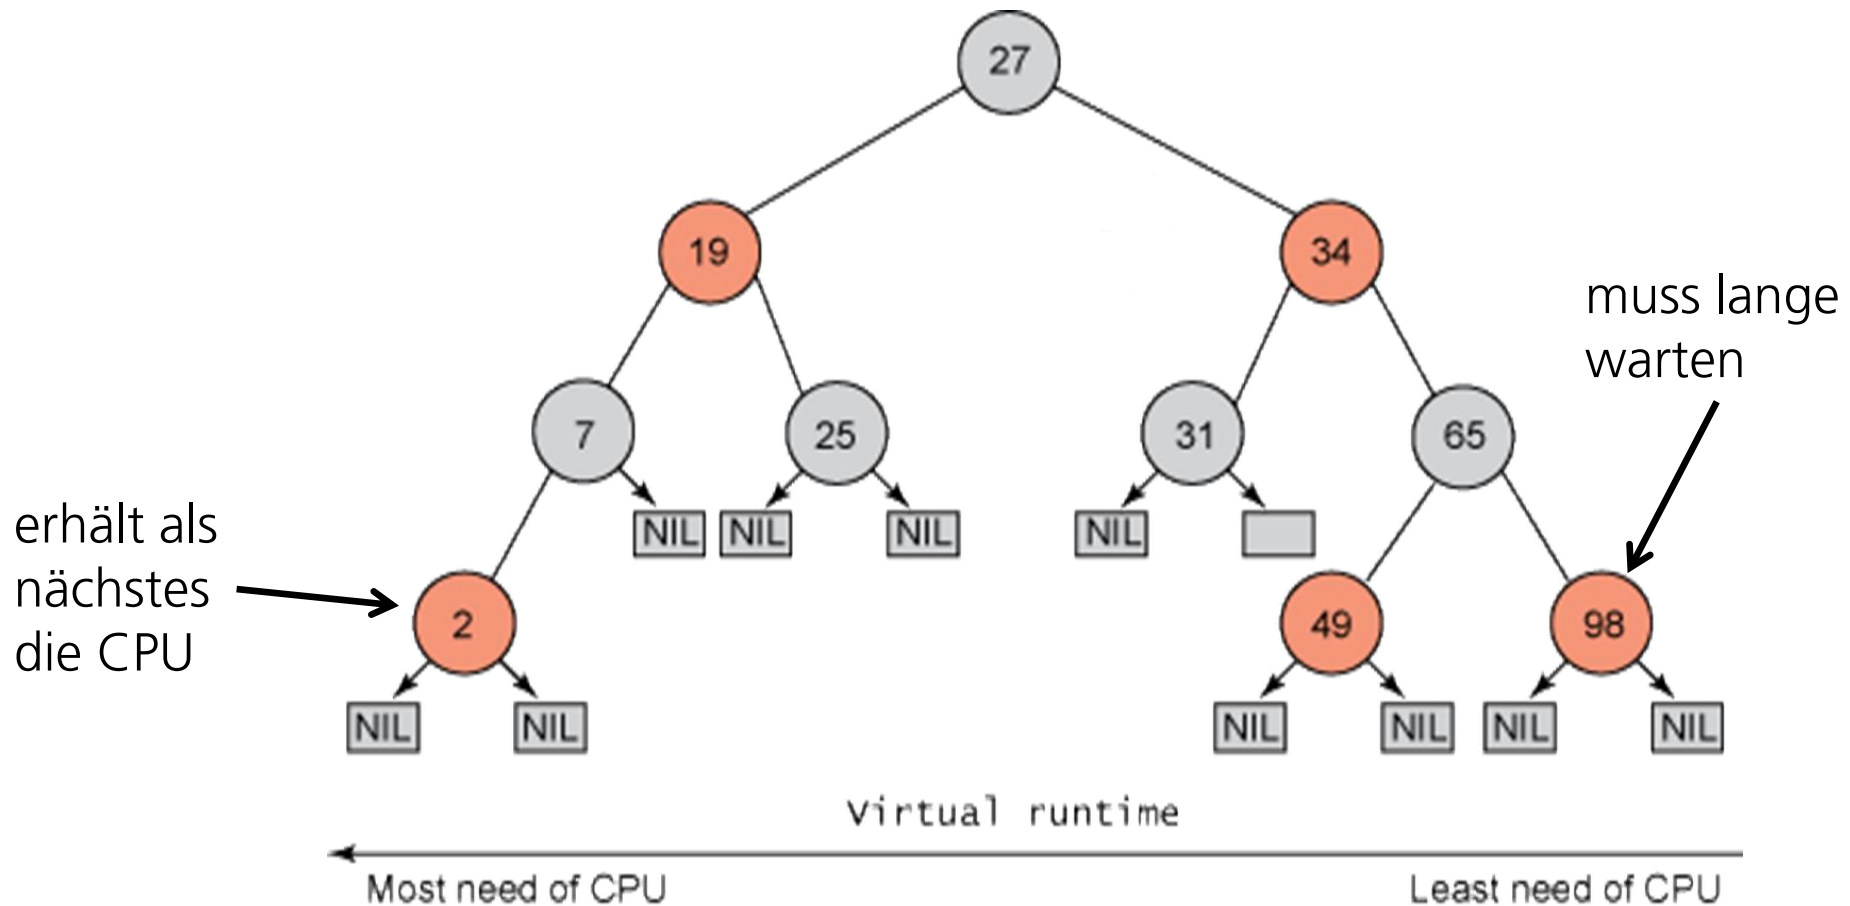 27
19
34
muss lange
warten
7
25
31
65
erhält als
nächstes
die CPU
NIL
NIL
NIL
NIL
2
49
98
NIL
NIL
NIL
NIL
NIL
NIL
Virtual runtime
Most need of CPU
Least need of CPU